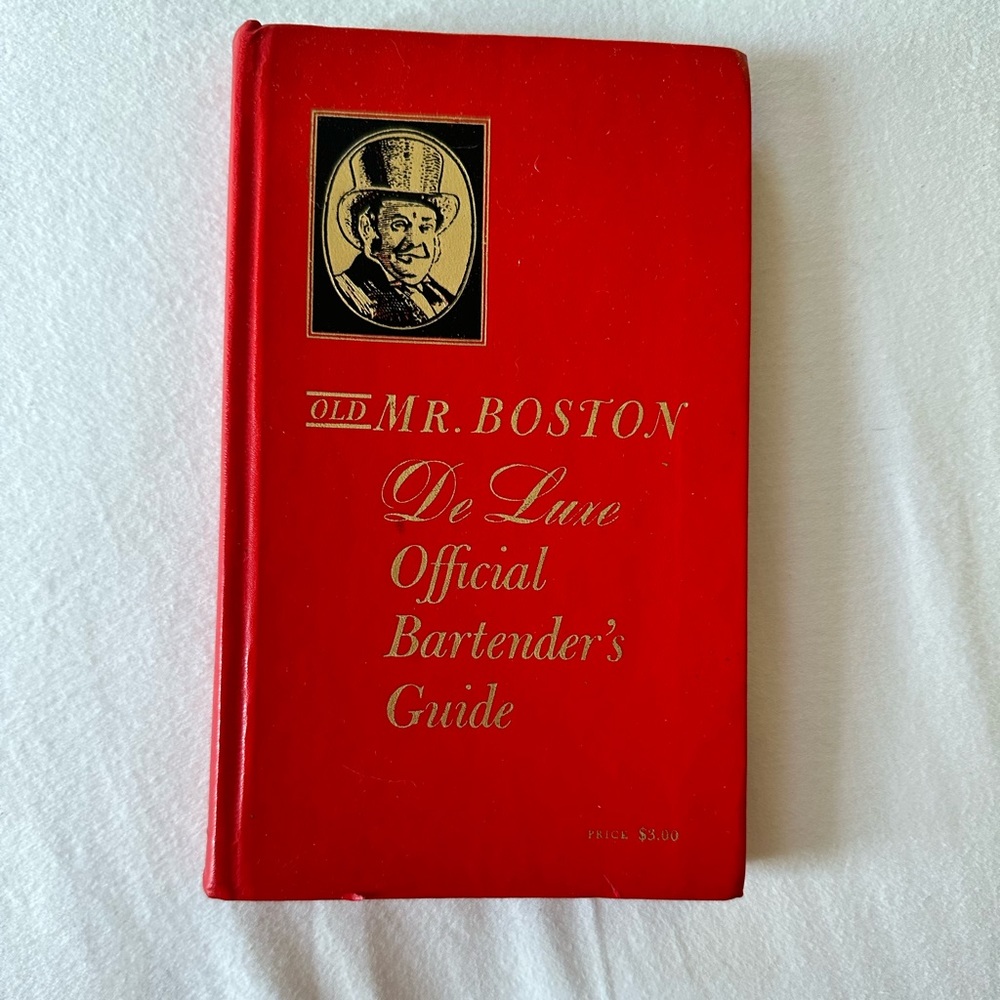 OLD MR. BOSTON
De Luxe
Official
Bartender's
Guide
PRICE $3.00